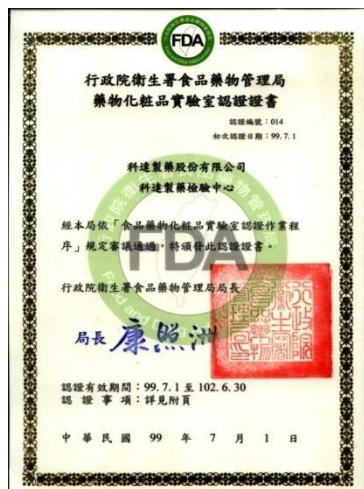 FDA
行政院衛生署食品藥物管理局
藥物化粧品實驗室認證證書
認證編號：014
初次認證日期：99.7.1
科達製藥股份有限公司
科達製藥檢驗中心
經本局依「食品藥物化粧品實驗室認證作業程
序」規定審議通過，特頒發此認證證書。
FDA
行政院衛生署食品藥物管理局局長
局長 康照洲
認證有效期間：99.7.1 至 102.6.30
認證事項：詳見附頁
中華民國 99 年 7 月 1 日